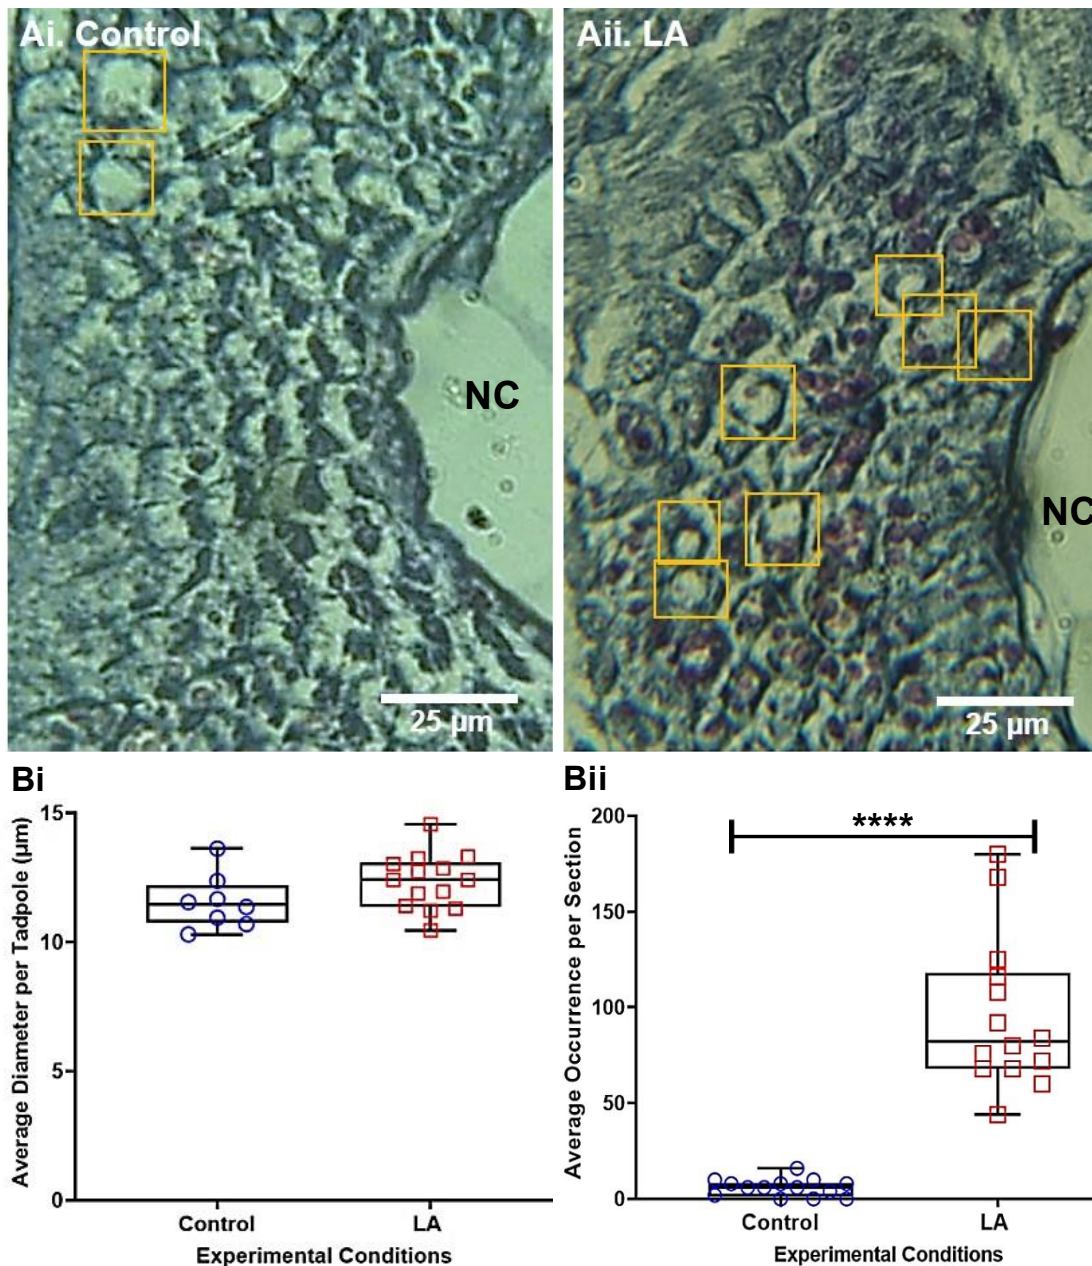 Ai. Control
Aii. LA
NC
NC
25 µm
25 µm
Bi
Bii
Average Diameter per Tadpole (µm)
15
10
5
0
Control
LA
Experimental Conditions
Average Occurrence per Section
200
150
100
50
0
****
Control
LA
Experimental Conditions